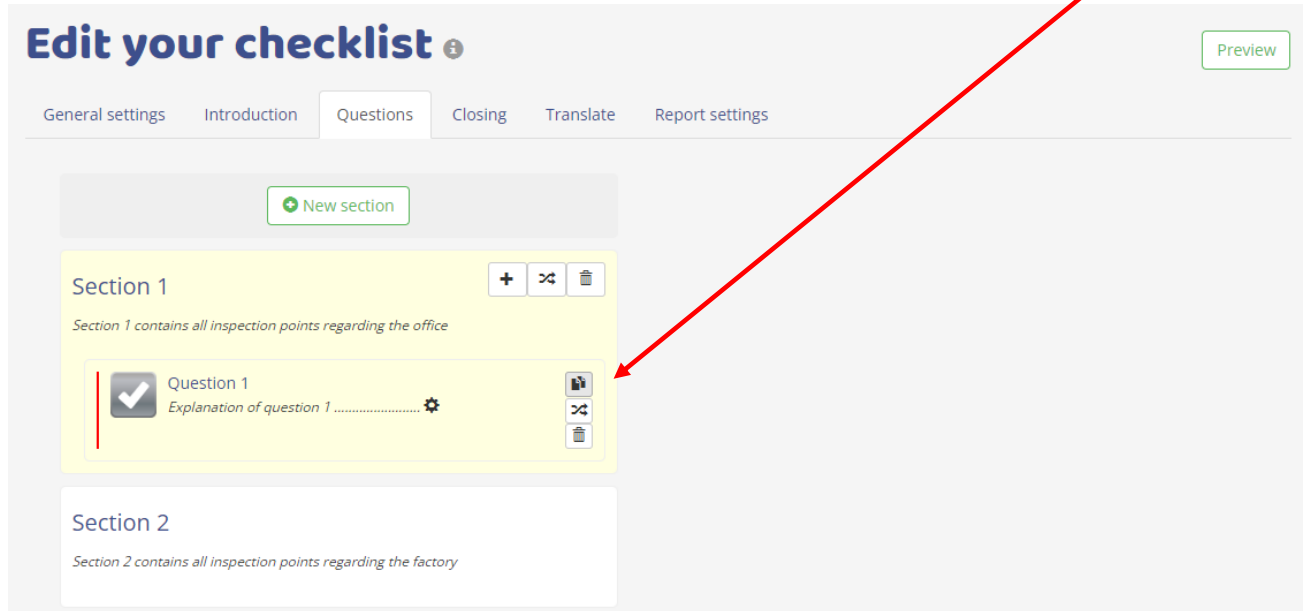 Edit your checklist
Preview
General settings Introduction Questions Closing Translate Report settings
New section
Section 1
Section 1 contains all inspection points regarding the office
Question 1
Explanation of question 1 ........................
Section 2
Section 2 contains all inspection points regarding the factory